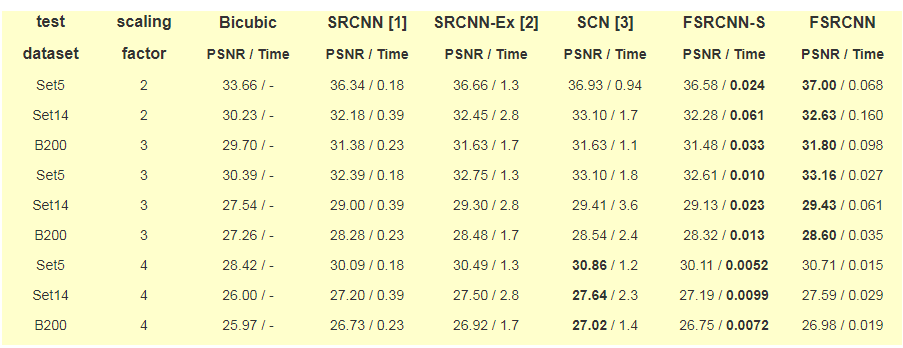 test scaling Bicubic SRCNN [1] SRCNN-Ex [2] SCN [3] FSRCNN-S FSRCNN
dataset factor PSNR / Time PSNR / Time PSNR / Time PSNR / Time PSNR / Time PSNR / Time
Set5 2 33.66 / - 36.34 / 0.18 36.66 / 1.3 36.93 / 0.94 36.58 / 0.024 37.00 / 0.068
Set14 2 30.23 / - 32.18 / 0.39 32.45 / 2.8 33.10 / 1.7 32.28 / 0.061 32.63 / 0.160
B200 3 29.70 / - 31.38 / 0.23 31.63 / 1.7 31.63 / 1.1 31.48 / 0.033 31.80 / 0.098
Set5 3 30.39 / - 32.39 / 0.18 32.75 / 1.3 33.10 / 1.8 32.61 / 0.010 33.16 / 0.027
Set14 3 27.54 / - 29.00 / 0.39 29.30 / 2.8 29.41 / 3.6 29.13 / 0.023 29.43 / 0.061
B200 3 27.26 / - 28.28 / 0.23 28.48 / 1.7 28.54 / 2.4 28.32 / 0.013 28.60 / 0.035
Set5 4 28.42 / - 30.09 / 0.18 30.49 / 1.3 30.86 / 1.2 30.11 / 0.0052 30.71 / 0.015
Set14 4 26.00 / - 27.20 / 0.39 27.50 / 2.8 27.64 / 2.3 27.19 / 0.0099 27.59 / 0.029
B200 4 25.97 / - 26.73 / 0.23 26.92 / 1.7 27.02 / 1.4 26.75 / 0.0072 26.98 / 0.019